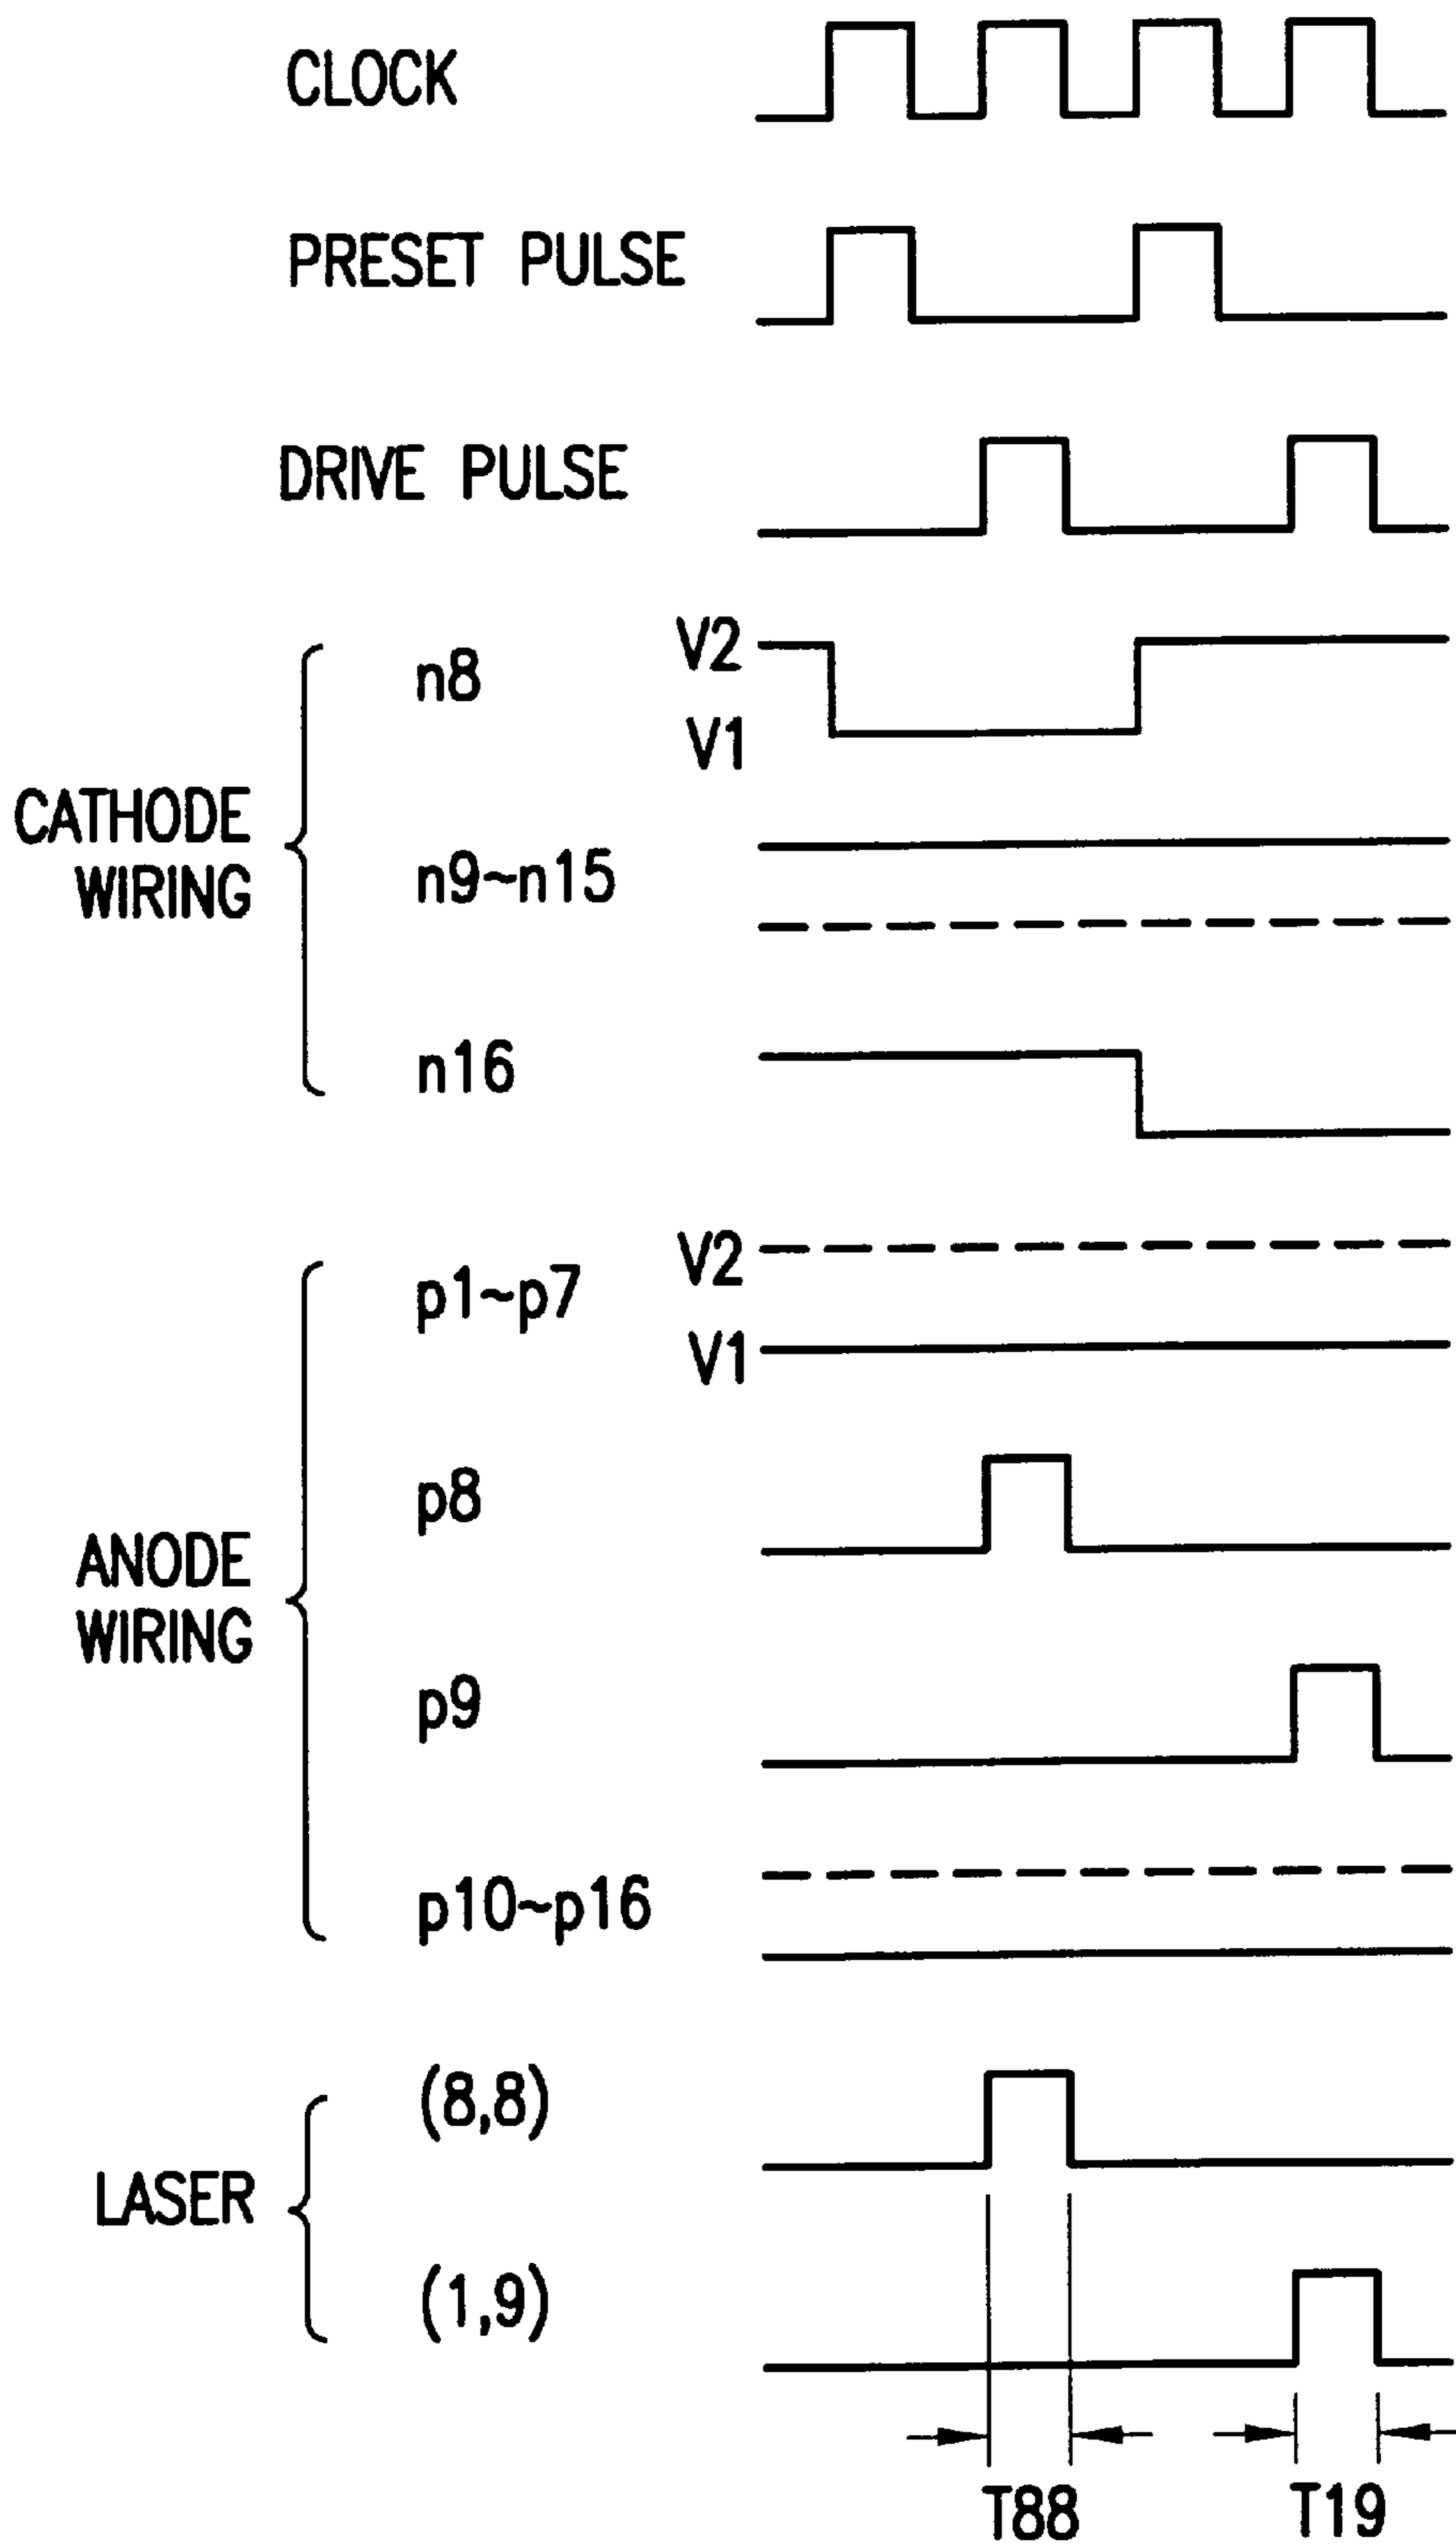 CLOCK
PRESET PULSE
DRIVE PULSE
CATHODE
WIRING
n8
V2
V1
n9~n15
n16
ANODE
WIRING
p1~p7
V2
V1
p8
p9
p10~p16
LASER
(8,8)
(1,9)
T88
T19